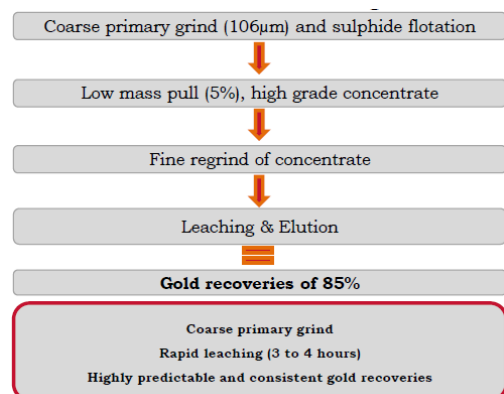 Coarse primary grind (106µm) and sulphide flotation
Low mass pull (5%), high grade concentrate
Fine regrind of concentrate
Leaching & Elution
Gold recoveries of 85%
Coarse primary grind
Rapid leaching (3 to 4 hours)
Highly predictable and consistent gold recoveries